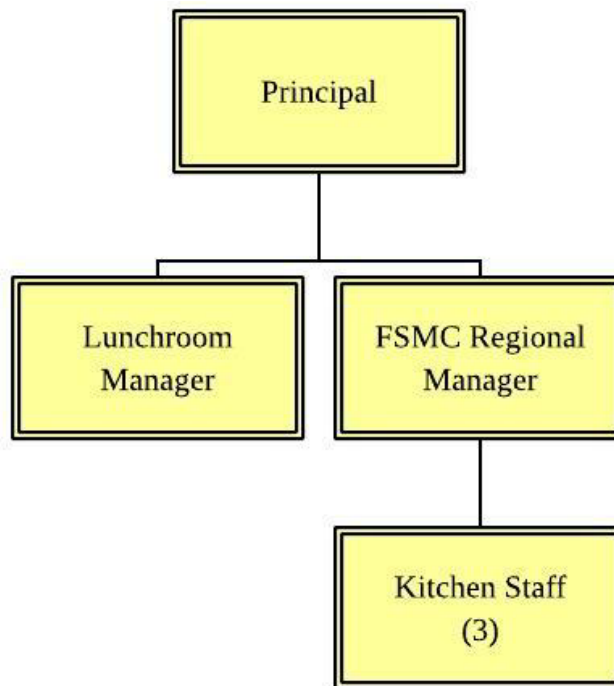 Principal
Lunchroom
Manager
FSMC Regional
Manager
Kitchen Staff
(3)